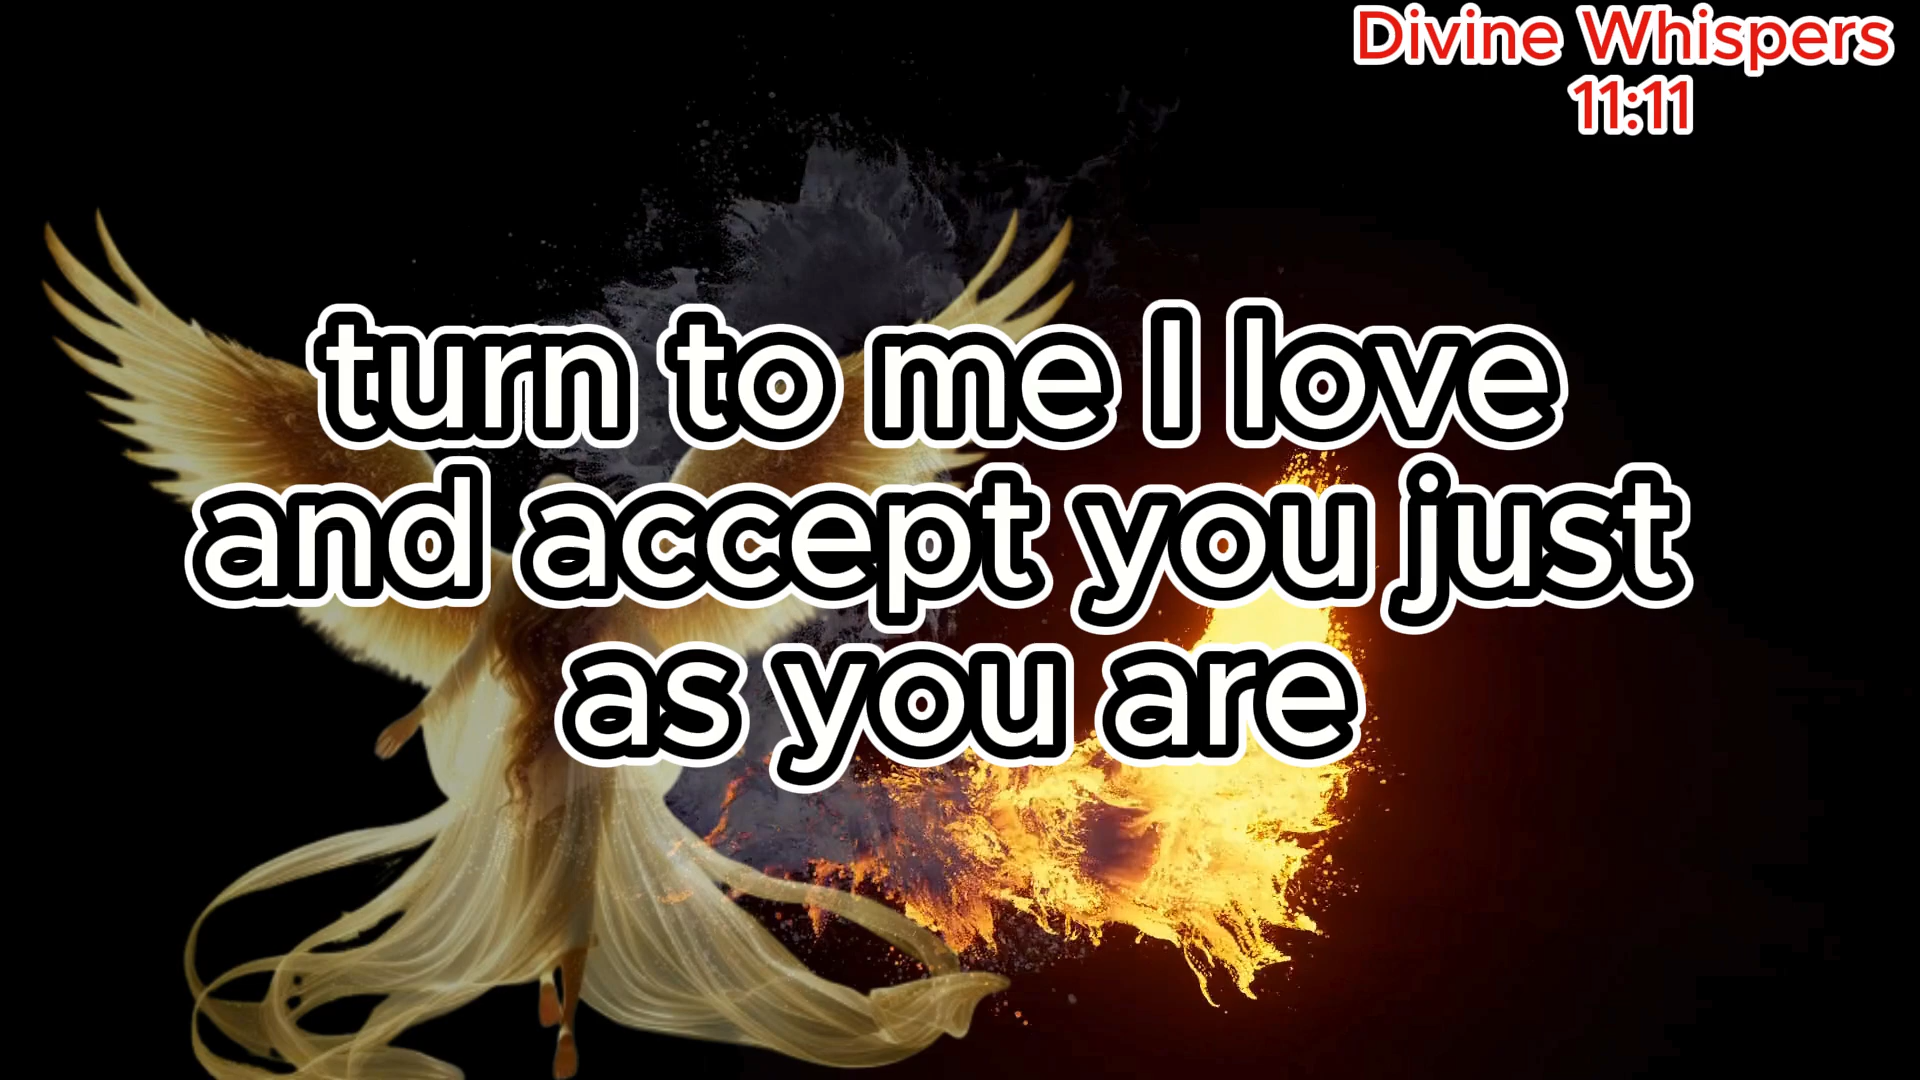 Divine Whispers
11:11
turn to me I love
and accept you just
as you are